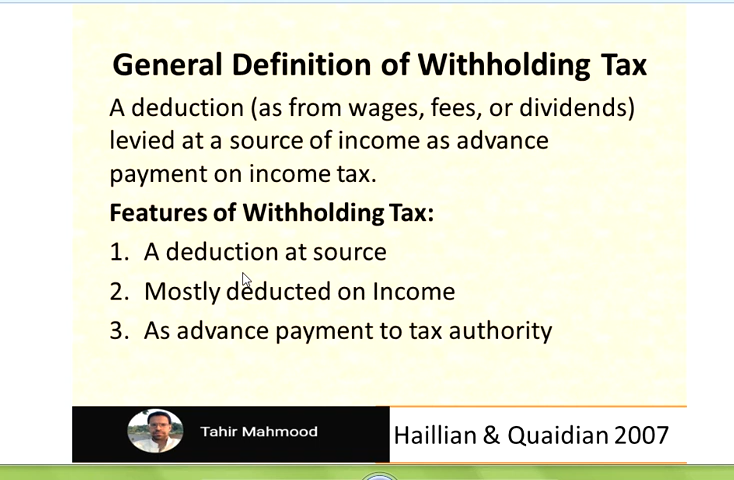 General Definition of Withholding Tax
A deduction (as from wages, fees, or dividends)
levied at a source of income as advance
payment on income tax.
Features of Withholding Tax:
1. A deduction at source
2. Mostly deducted on Income
3. As advance payment to tax authority
Tahir Mahmood
Haillian & Quaidian 2007